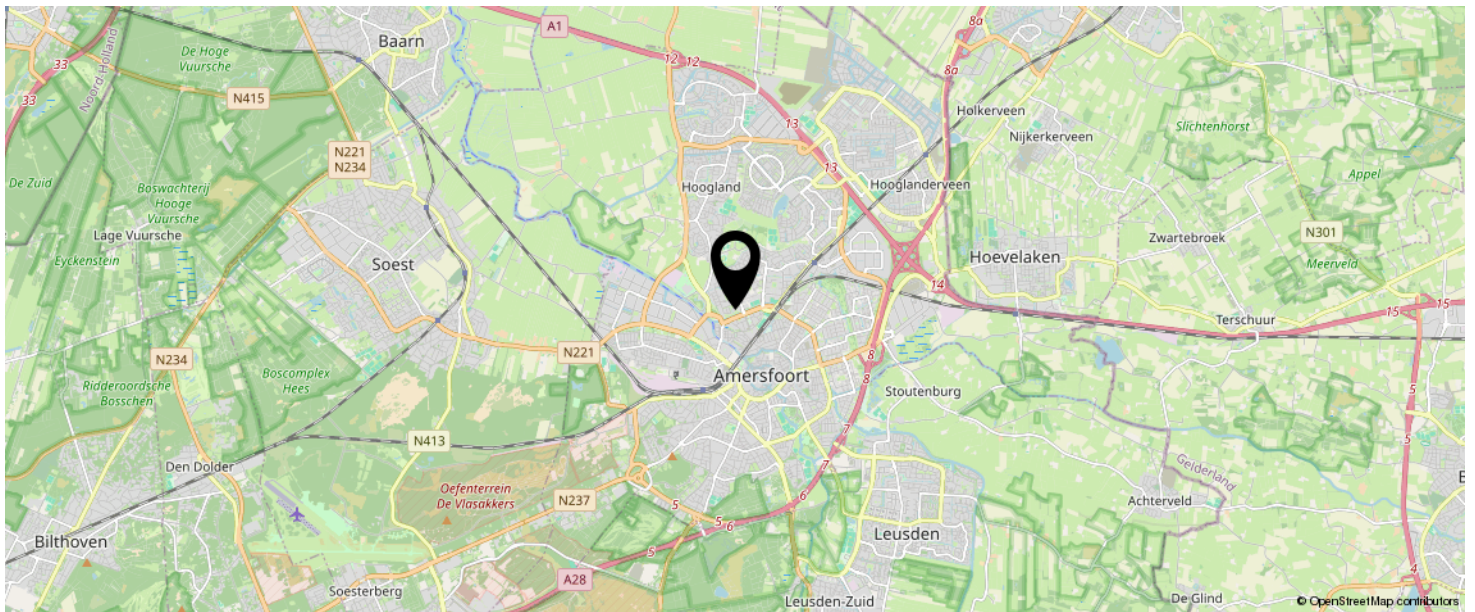 A1
8a
Baarn
De Hoge
Vuursche
33
12
12
8a
Noord-Holland
33
N415
Holkerveen
13
Slichtenhorst
Nijkerkerveen
N221
N234
13
Appel
De Zuid
Boswachterij
Hooge
Vuursche
Hoogland
Hooglanderveen
Lage Vuursche
N301
Zwartebroek
Eyckenstein
Soest
Hoevelaken
Meerveld
14
15
15
Terschuur
N234
N221
8
Ridderoordsche
Bosschen
Boscomplex
Hees
Amersfoort
8
Stoutenburg
5
N413
7
5
Den Dolder
7
Gelderland
Oefenterrein
De Vlasakkers
N237
6
5
Achterveld
5
6
Bilthoven
Leusden
5
A28
4
Soesterberg
Leusden-Zuid
De Glind
© OpenStreetMap contributors